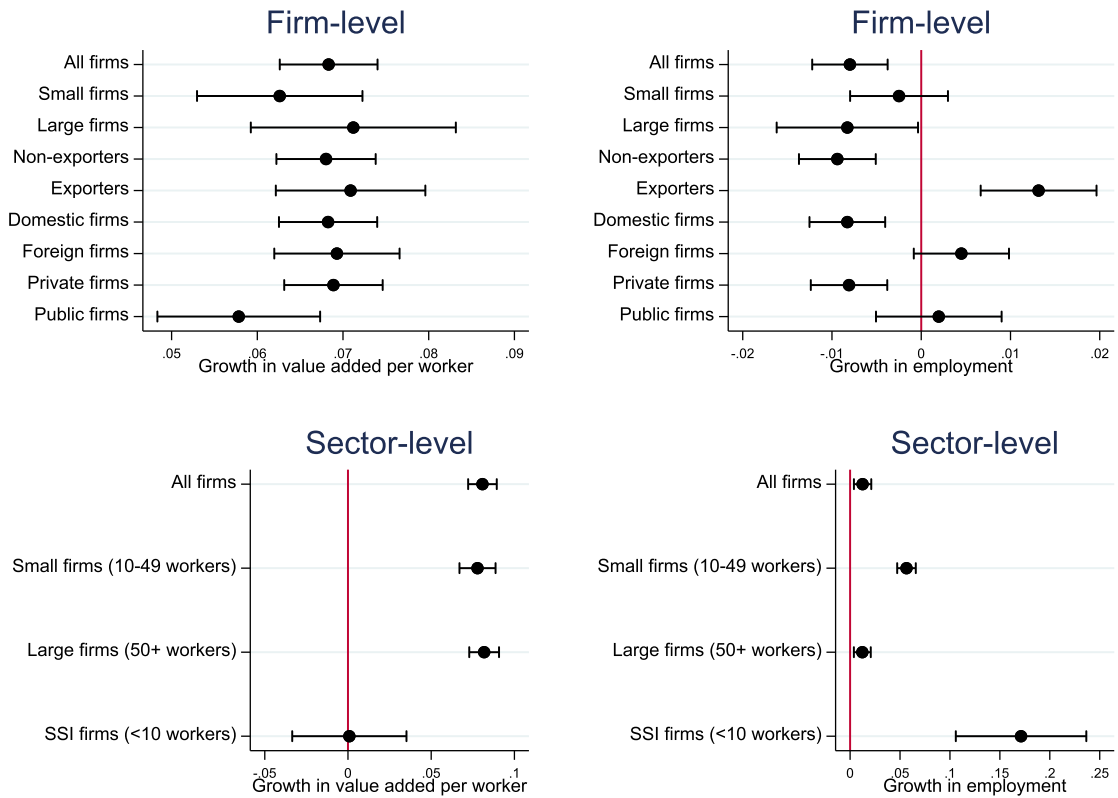 Firm-level
All firms
Small firms
Large firms
Non-exporters
Exporters
Domestic firms
Foreign firms
Private firms
Public firms
.05 .06 .07 .08 .09
Growth in value added per worker
Firm-level
All firms
Small firms
Large firms
Non-exporters
Exporters
Domestic firms
Foreign firms
Private firms
Public firms
-.02 -.01 0 .01 .02
Growth in employment
Sector-level
All firms
Small firms (10-49 workers)
Large firms (50+ workers)
SSI firms (<10 workers)
-.05 0 .05 .1
Growth in value added per worker
Sector-level
All firms
Small firms (10-49 workers)
Large firms (50+ workers)
SSI firms (<10 workers)
0 .05 .1 .15 .2 .25
Growth in employment